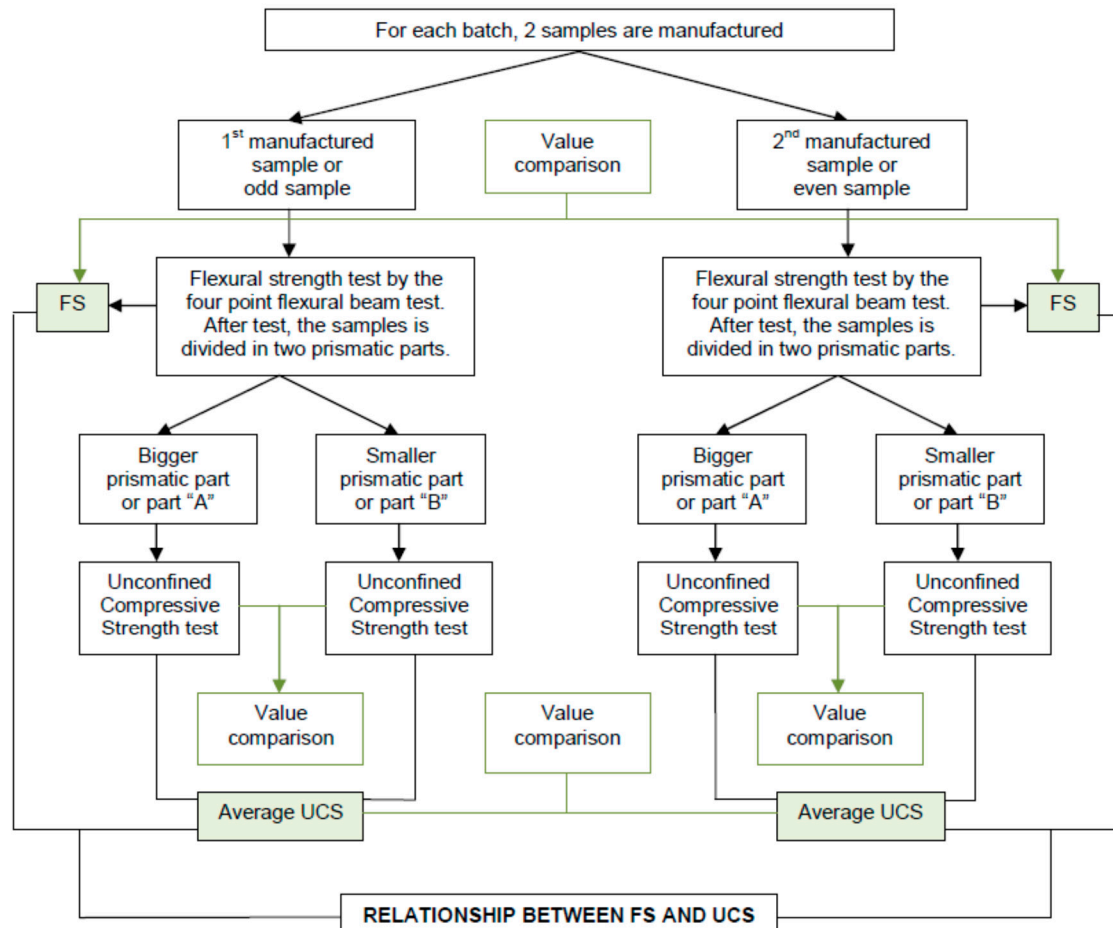 For each batch, 2 samples are manufactured
1st manufactured
sample or
odd sample
Value
comparison
2nd manufactured
sample or
even sample
FS
Flexural strength test by the
four point flexural beam test.
After test, the samples is
divided in two prismatic parts.
Flexural strength test by the
four point flexural beam test.
After test, the samples is
divided in two prismatic parts.
FS
Bigger
prismatic part
or part “A”
Smaller
prismatic part
or part “B”
Bigger
prismatic part
or part “A”
Smaller
prismatic part
or part “B”
Unconfined
Compressive
Strength test
Unconfined
Compressive
Strength test
Unconfined
Compressive
Strength test
Unconfined
Compressive
Strength test
Value
comparison
Value
comparison
Value
comparison
Average UCS
Average UCS
RELATIONSHIP BETWEEN FS AND UCS